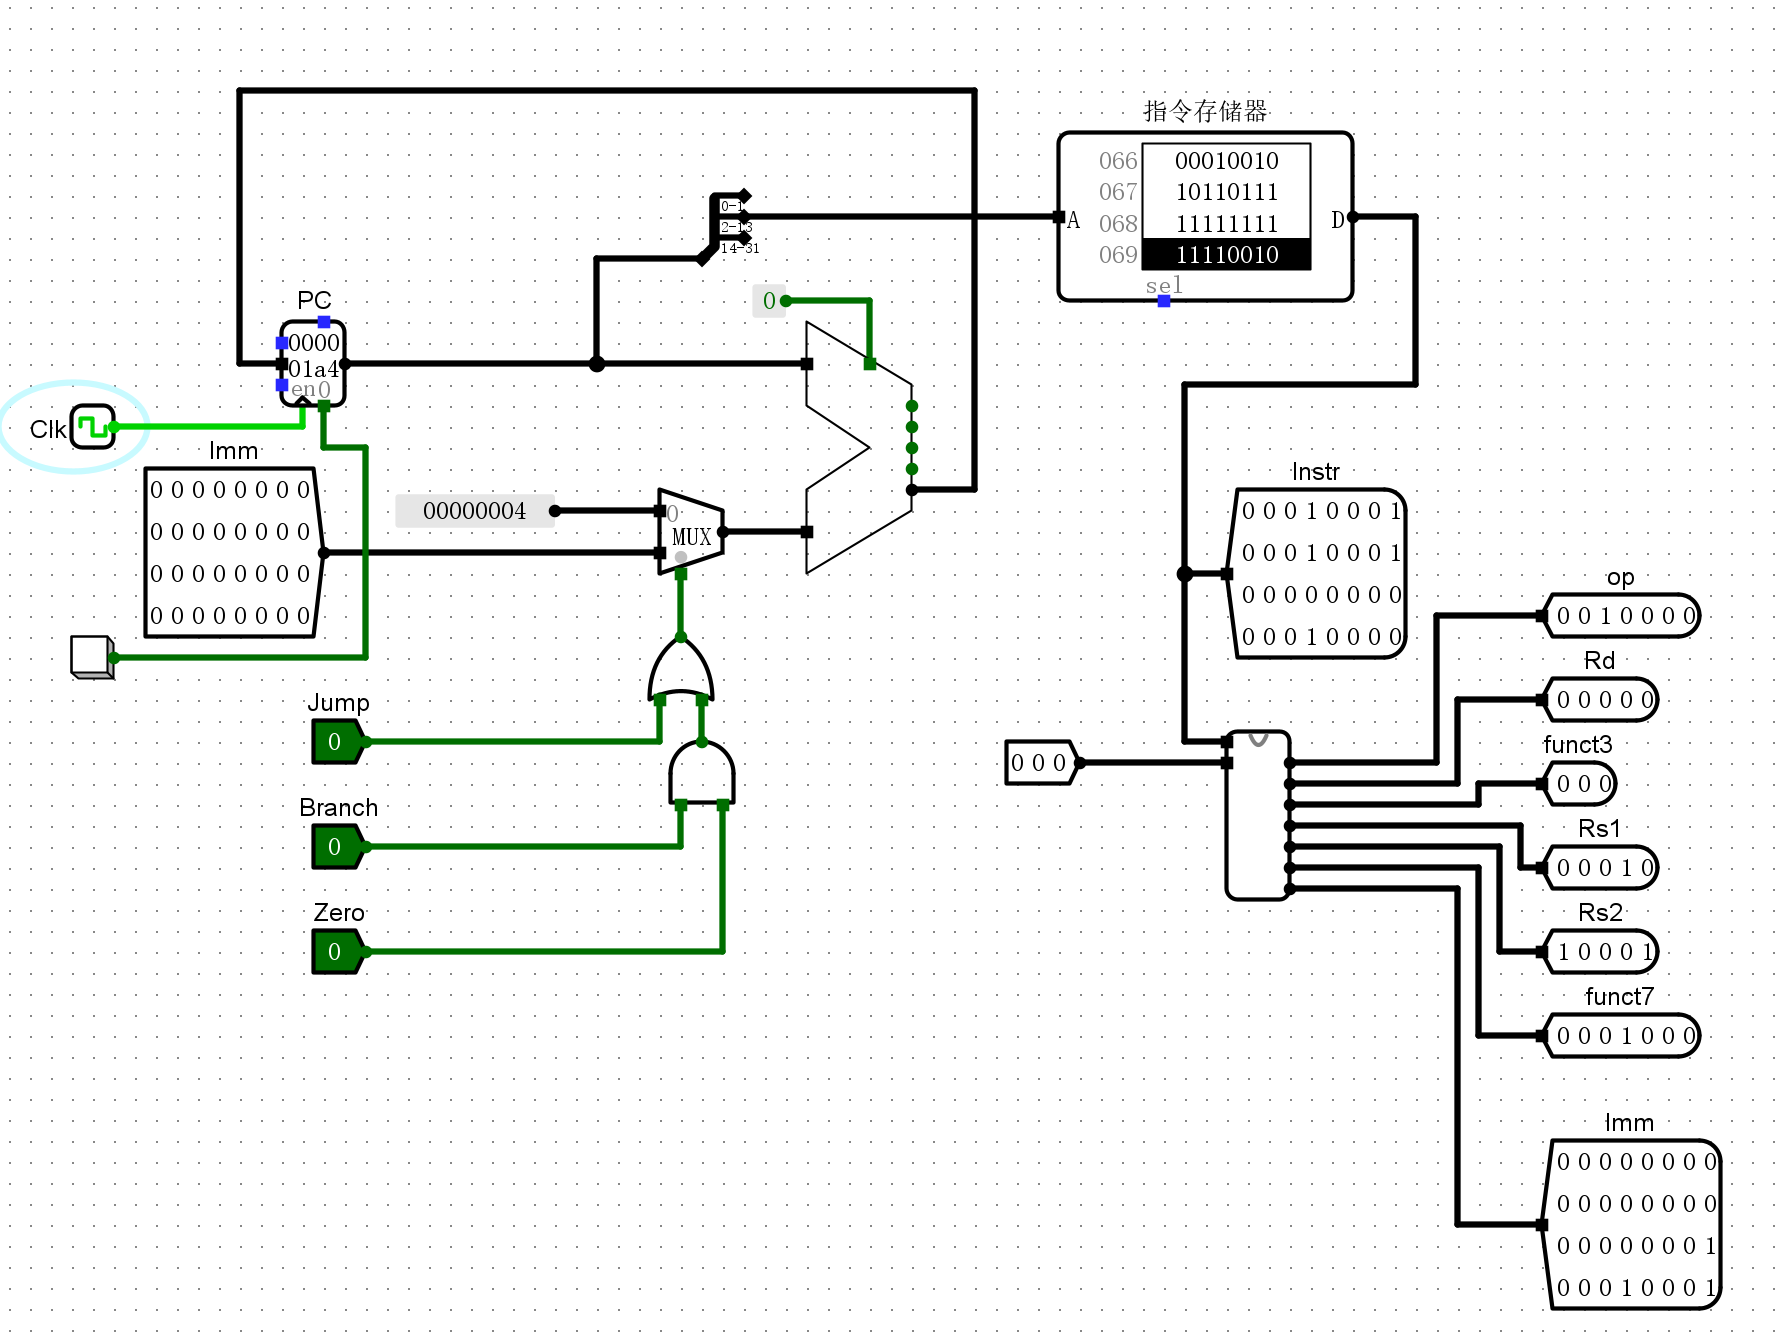 指令存储器
066 00010010
067 10110111
A 068 11111111 D
069 11110010
sel
0-1
2-13
14-31
0
PC
0000
01a4
en0
Clk
Imm
0 0 0 0 0 0 0 0
0 0 0 0 0 0 0 0
0 0 0 0 0 0 0 0
0 0 0 0 0 0 0 0
00000004
0
MUX
Instr
0 0 0 1 0 0 0 1
0 0 0 1 0 0 0 1
0 0 0 0 0 0 0 0
0 0 0 1 0 0 0 0
op
0 0 1 0 0 0 0
Rd
0 0 0 0 0
Jump
0
funct3
0 0 0
0 0 0
Branch
0
Rs1
0 0 0 1 0
Zero
0
Rs2
1 0 0 0 1
funct7
0 0 0 1 0 0 0
Imm
0 0 0 0 0 0 0 0
0 0 0 0 0 0 0 0
0 0 0 0 0 0 0 1
0 0 0 1 0 0 0 1